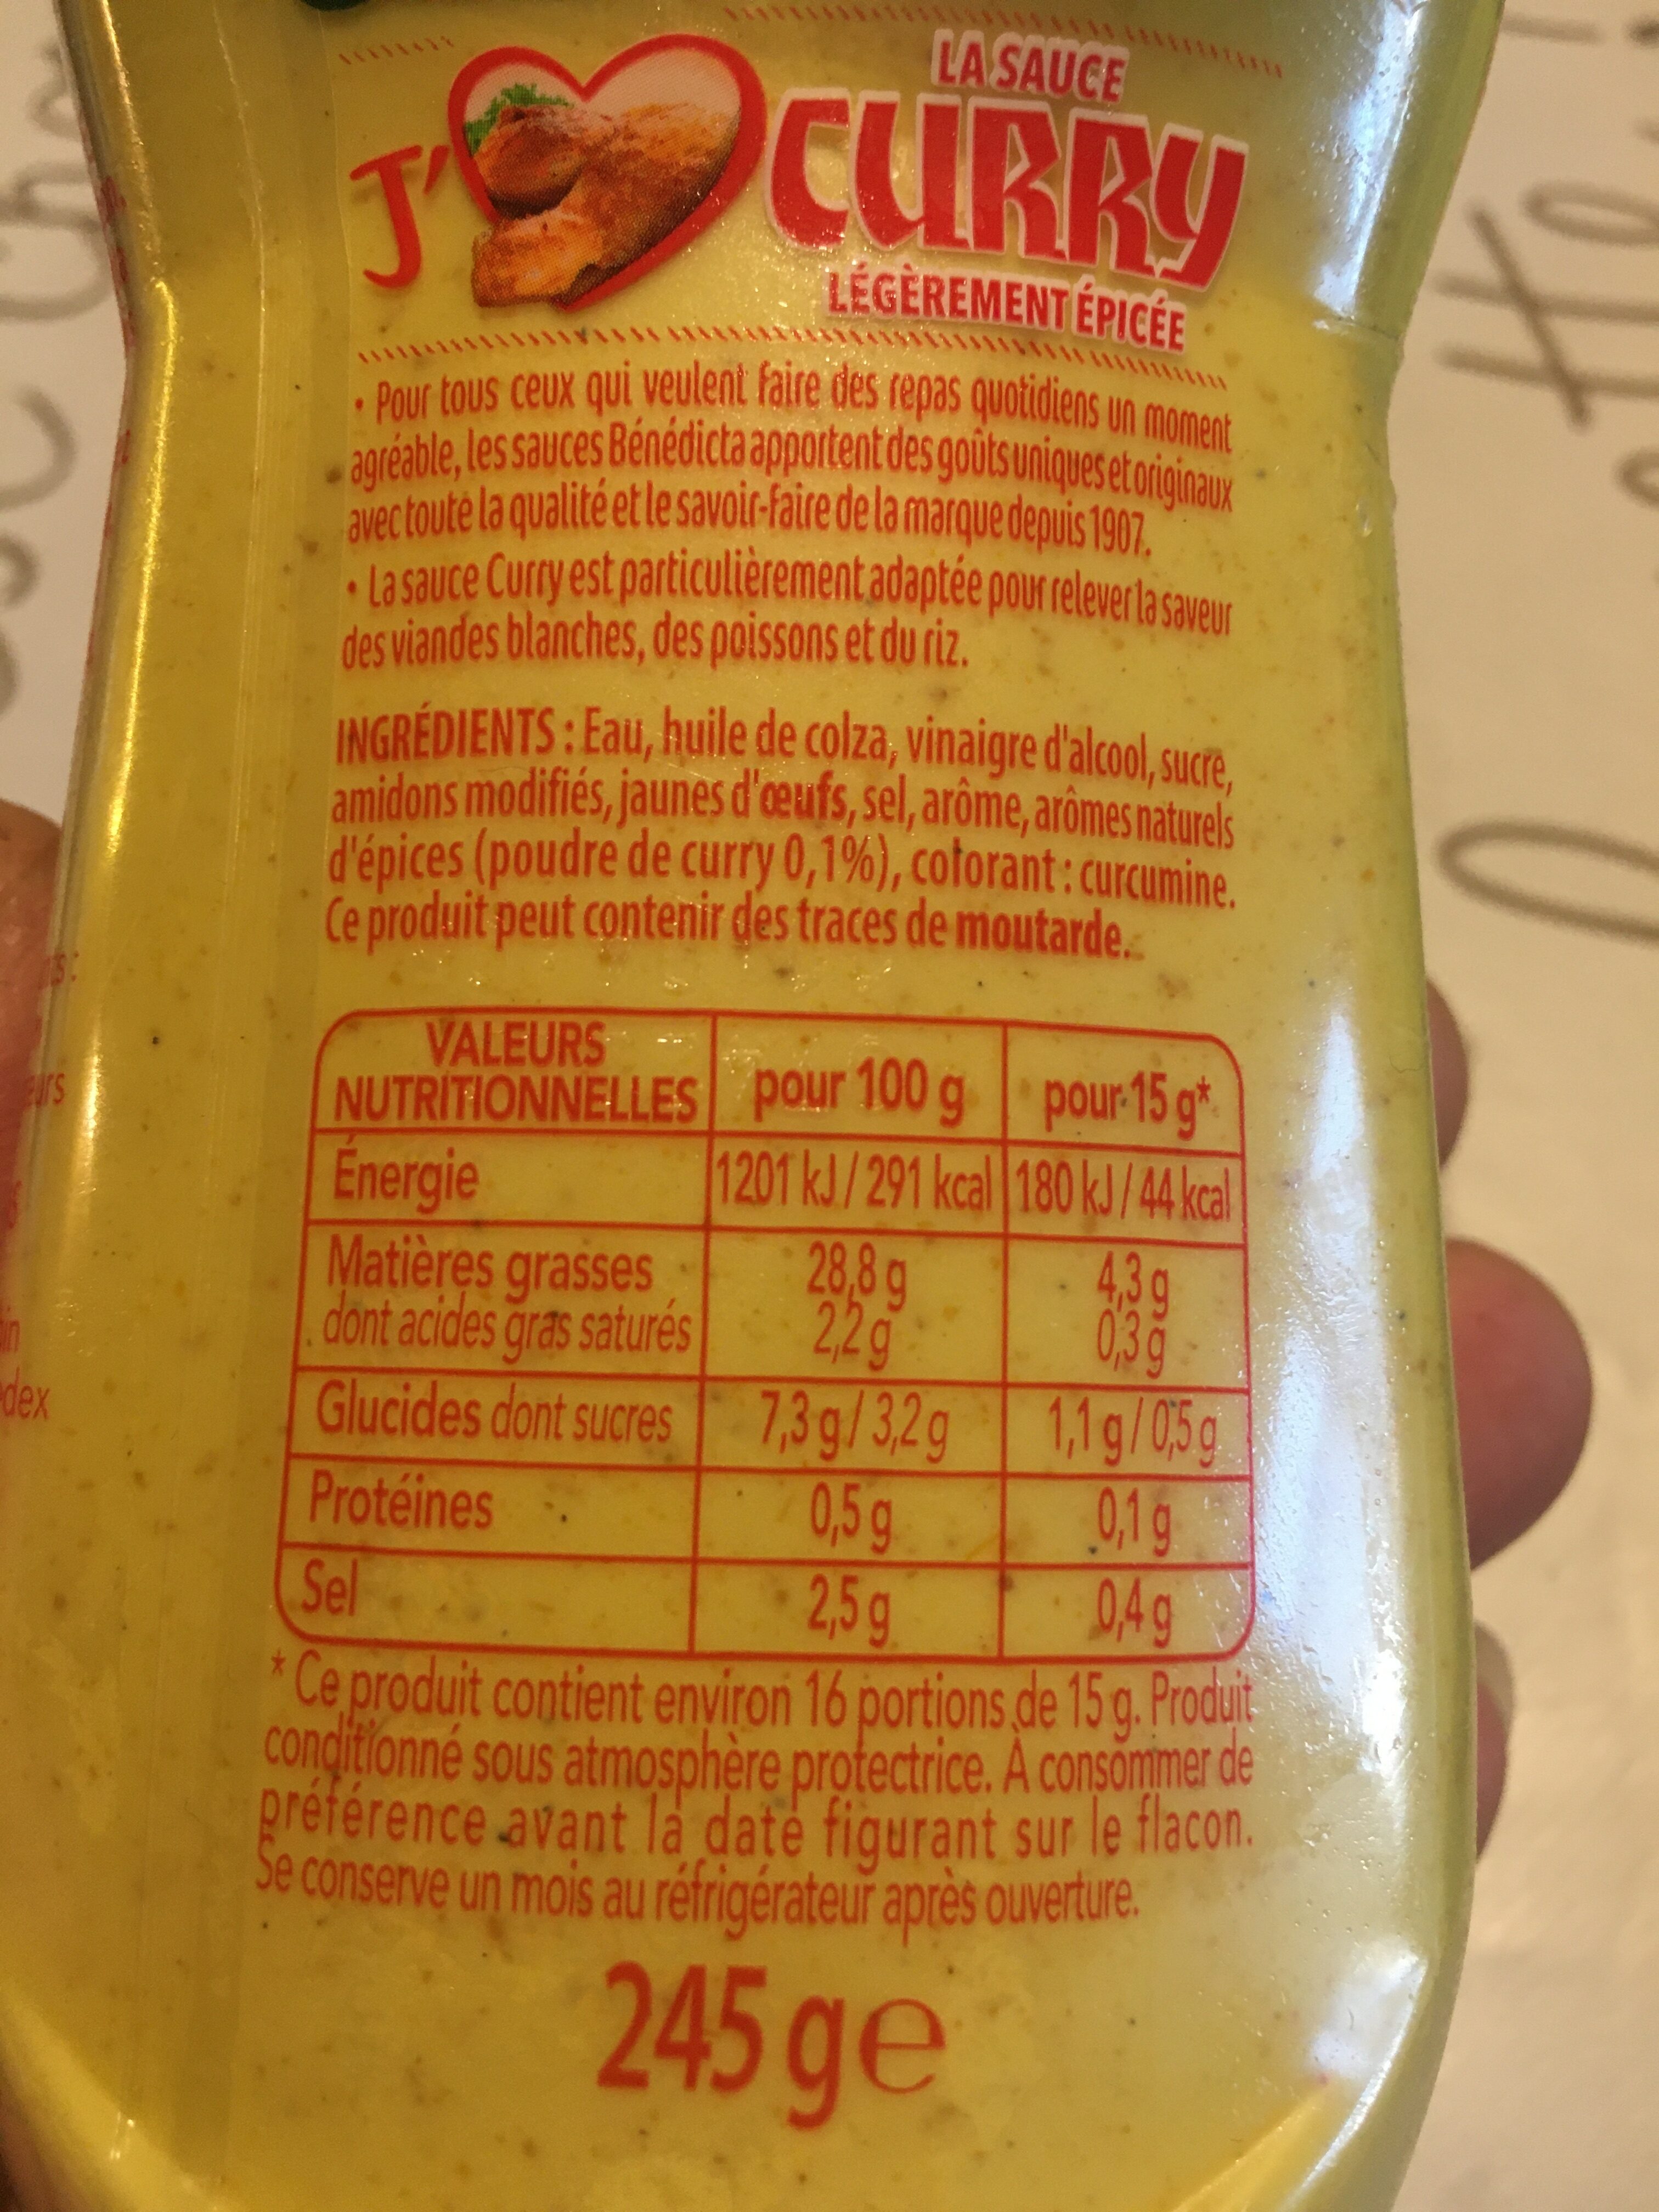 LA SAUCE
J' CURRY
LÉGÈREMENT ÉPICÉE
• Pour tous ceux qui veulent faire des repas quotidiens un moment
agréable, les sauces Bénédicta apportent des goûts uniques et originaux
avec toute la qualité et le savoir-faire de la marque depuis 1907.
• La sauce Curry est particulièrement adaptée pour relever la saveur
des viandes blanches, des poissons et du riz.
INGRÉDIENTS : Eau, huile de colza, vinaigre d'alcool, sucre,
amidons modifiés, jaunes d'œufs, sel, arôme, arômes naturels
d'épices (poudre de curry 0,1%), colorant : curcumine.
Ce produit peut contenir des traces de moutarde.
VALEURS
NUTRITIONNELLES pour 100 g pour 15 g*
Énergie 1201 kJ / 291 kcal 180 kJ / 44 kcal
Matières grasses 28,8 g 4,3 g
dont acides gras saturés 2,2 g 0,3 g
Glucides dont sucres 7,3 g / 3,2 g 1,1 g / 0,5 g
Protéines 0,5 g 0,1 g
Sel 2,5 g 0,4 g
* Ce produit contient environ 16 portions de 15 g. Produit
conditionné sous atmosphère protectrice. À consommer de
préférence avant la date figurant sur le flacon.
Se conserve un mois au réfrigérateur après ouverture.
245 g e